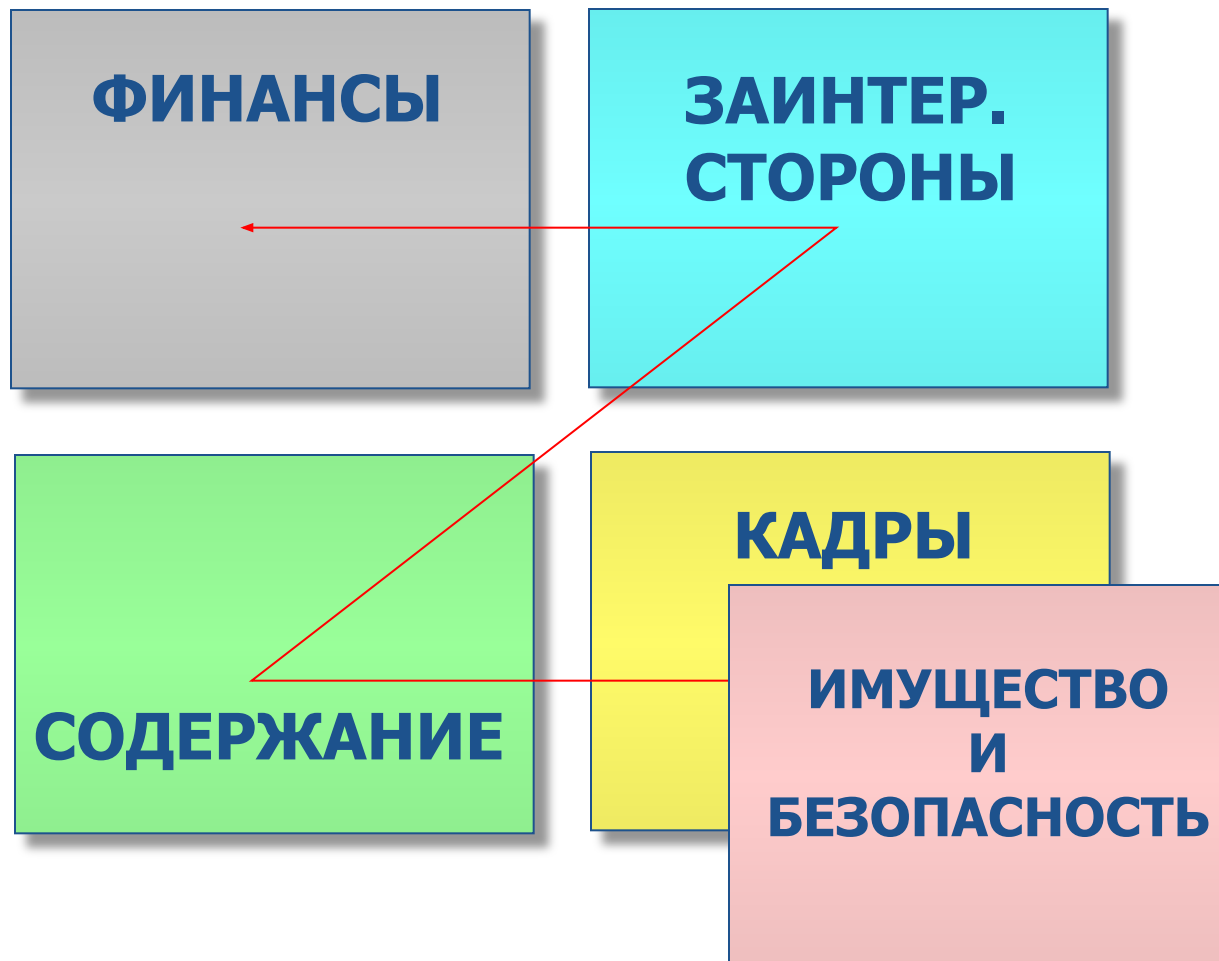 ФИНАНСЫ
ЗАИНТЕР.
СТОРОНЫ
СОДЕРЖАНИЕ
КАДРЫ
ИМУЩЕСТВО
И
БЕЗОПАСНОСТЬ